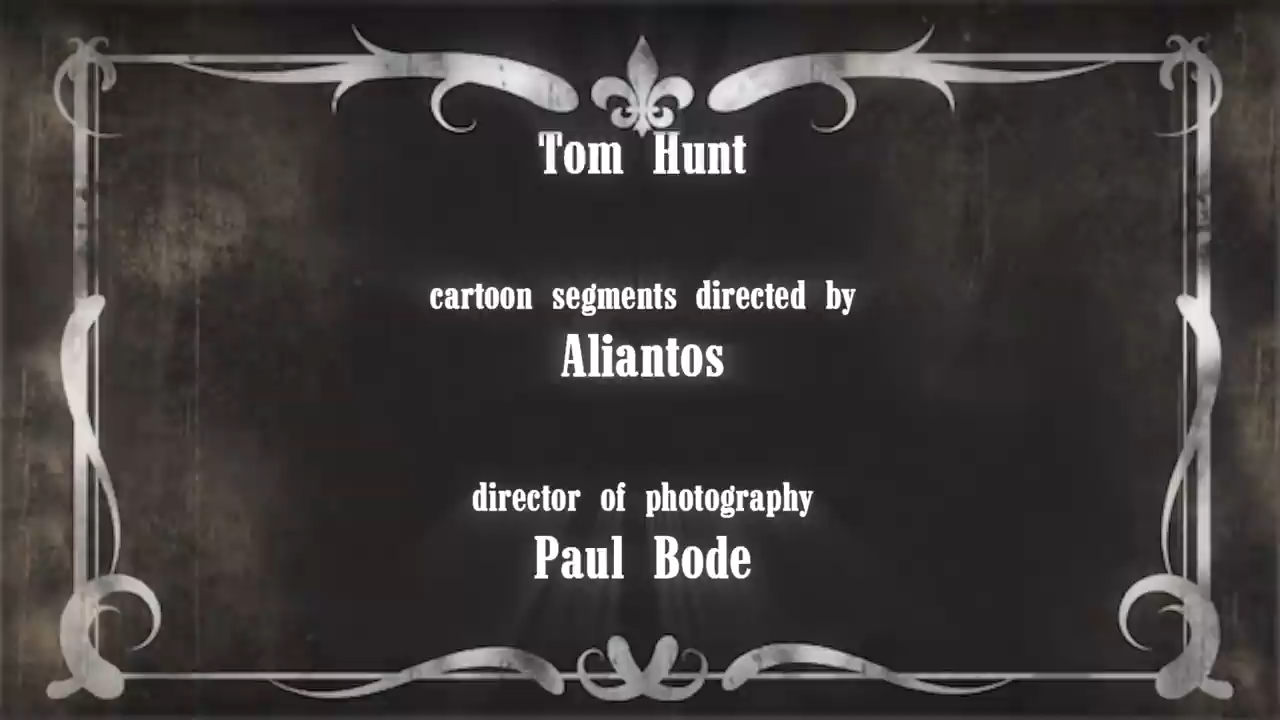 Tom Hunt
cartoon segments directed by
Aliantos
director of photography
Paul Bode